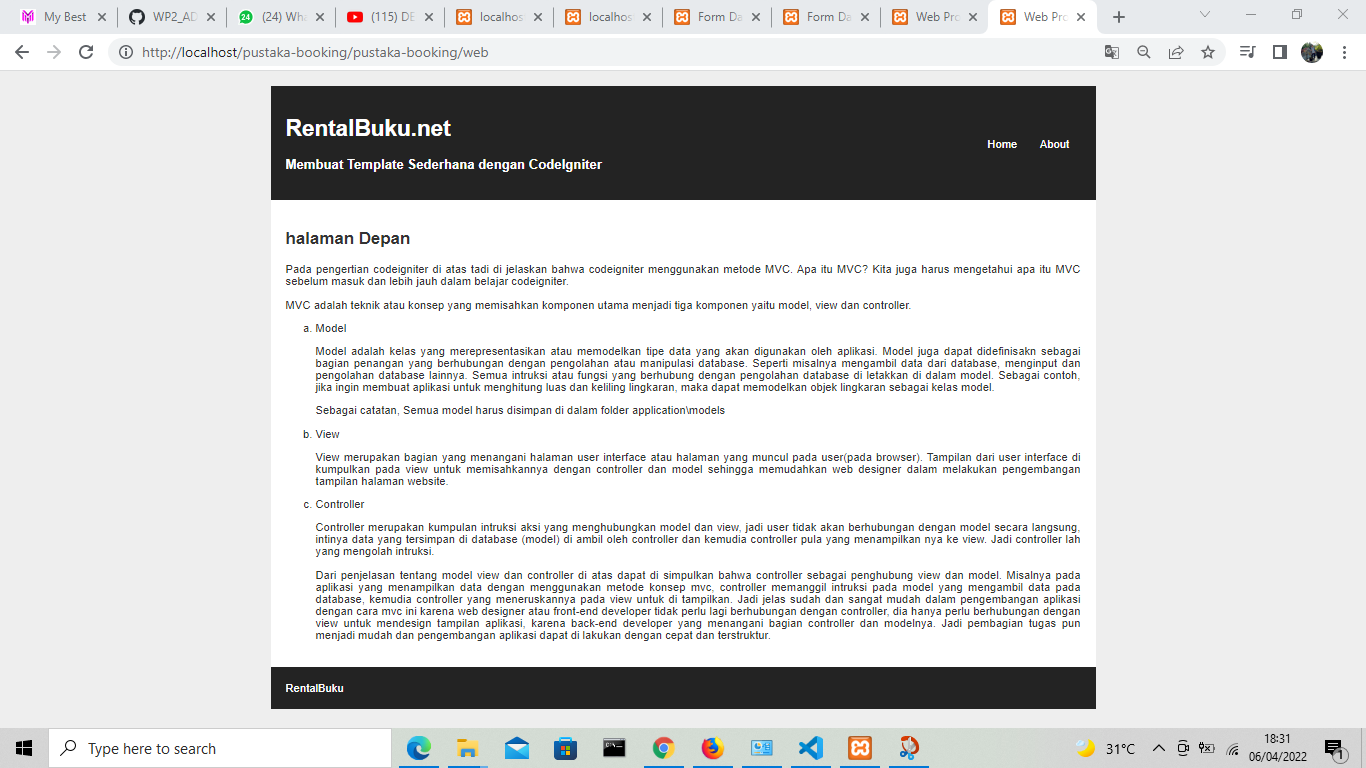 My Best
WP2_AD
(24) Wha
(115) DE
localhos
localhos
Form Da
Form Da
Web Pro
Web Pro
http://localhost/pustaka-booking/pustaka-booking/web
RentalBuku.net
Home About
Membuat Template Sederhana dengan CodeIgniter
halaman Depan
Pada pengertian codeigniter di atas tadi di jelaskan bahwa codeigniter menggunakan metode MVC. Apa itu MVC? Kita juga harus mengetahui apa itu MVC
sebelum masuk dan lebih jauh dalam belajar codeigniter.
MVC adalah teknik atau konsep yang memisahkan komponen utama menjadi tiga komponen yaitu model, view dan controller.
a. Model
Model adalah kelas yang merepresentasikan atau memodelkan tipe data yang akan digunakan oleh aplikasi. Model juga dapat didefinisakn sebagai
bagian penangan yang berhubungan dengan pengolahan atau manipulasi database. Seperti misalnya mengambil data dari database, menginput dan
pengolahan database lainnya. Semua intruksi atau fungsi yang berhubung dengan pengolahan database di letakkan di dalam model. Sebagai contoh,
jika ingin membuat aplikasi untuk menghitung luas dan keliling lingkaran, maka dapat memodelkan objek lingkaran sebagai kelas model.
Sebagai catatan, Semua model harus disimpan di dalam folder application\models
b. View
View merupakan bagian yang menangani halaman user interface atau halaman yang muncul pada user(pada browser). Tampilan dari user interface di
kumpulkan pada view untuk memisahkannya dengan controller dan model sehingga memudahkan web designer dalam melakukan pengembangan
tampilan halaman website.
c. Controller
Controller merupakan kumpulan intruksi aksi yang menghubungkan model dan view, jadi user tidak akan berhubungan dengan model secara langsung,
intinya data yang tersimpan di database (model) di ambil oleh controller dan kemudia controller pula yang menampilkan nya ke view. Jadi controller lah
yang mengolah intruksi.
Dari penjelasan tentang model view dan controller di atas dapat di simpulkan bahwa controller sebagai penghubung view dan model. Misalnya pada
aplikasi yang menampilkan data dengan menggunakan metode konsep mvc, controller memanggil intruksi pada model yang mengambil data pada
database, kemudia controller yang meneruskannya pada view untuk di tampilkan. Jadi jelas sudah dan sangat mudah dalam pengembangan aplikasi
dengan cara mvc ini karena web designer atau front-end developer tidak perlu lagi berhubungan dengan controller, dia hanya perlu berhubungan dengan
view untuk mendesign tampilan aplikasi, karena back-end developer yang menangani bagian controller dan modelnya. Jadi pembagian tugas pun
menjadi mudah dan pengembangan aplikasi dapat di lakukan dengan cepat dan terstruktur.
RentalBuku
Type here to search
31°C
18:31
06/04/2022
1